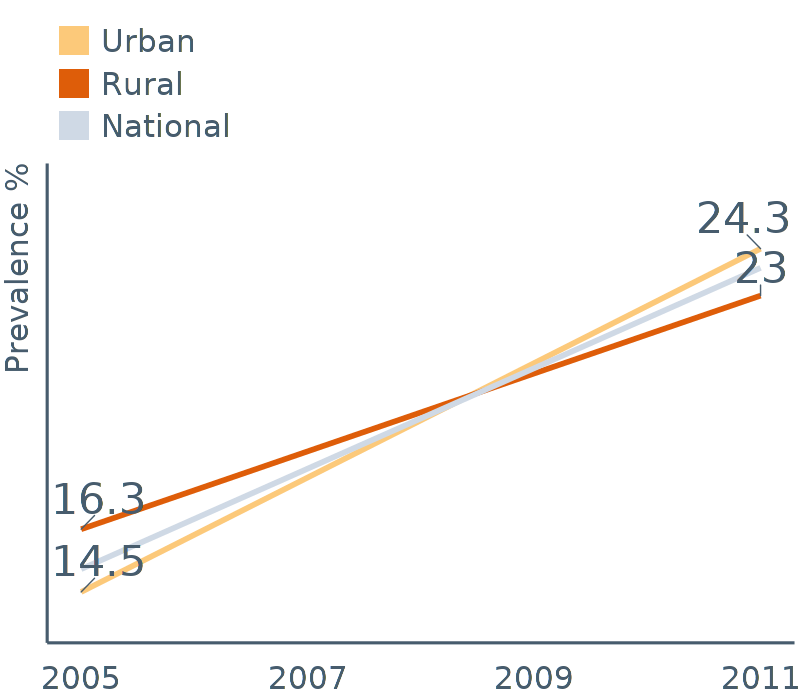 Urban
Rural
National
Prevalence %
24.3
23
16.3
14.5
2005 2007 2009 2011